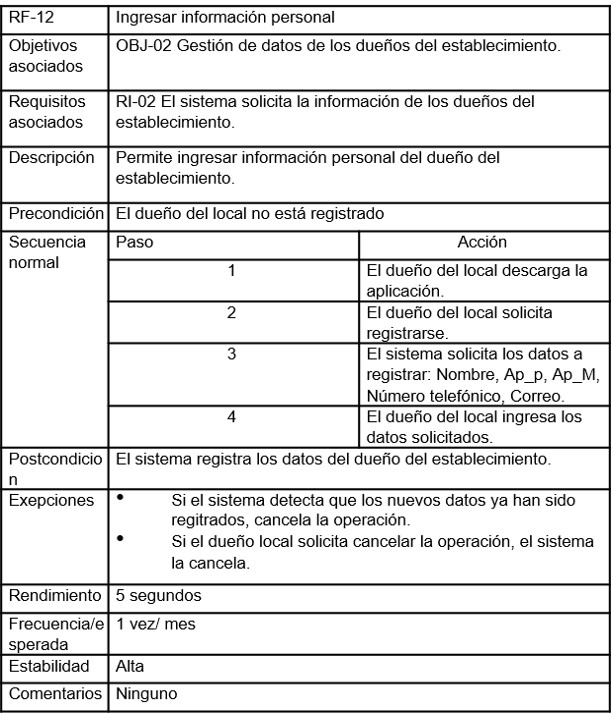 RF-12 Ingresar información personal
Objetivos OBJ-02 Gestión de datos de los dueños del establecimiento.
asociados
Requisitos RI-02 El sistema solicita la información de los dueños del
asociados establecimiento.
Descripción Permite ingresar información personal del dueño del
establecimiento.
Precondición El dueño del local no está registrado
Secuencia Paso Acción
normal
1 El dueño del local descarga la
aplicación.
2 El dueño del local solicita
registrarse.
3 El sistema solicita los datos a
registrar: Nombre, Ap_p, Ap_M,
Número telefónico, Correo.
4 El dueño del local ingresa los
datos solicitados.
Postcondicio El sistema registra los datos del dueño del establecimiento.
n
Exepciones • Si el sistema detecta que los nuevos datos ya han sido
regitrados, cancela la operación.
• Si el dueño local solicita cancelar la operación, el sistema
la cancela.
Rendimiento 5 segundos
Frecuencia/e 1 vez/ mes
sperada
Estabilidad Alta
Comentarios Ninguno